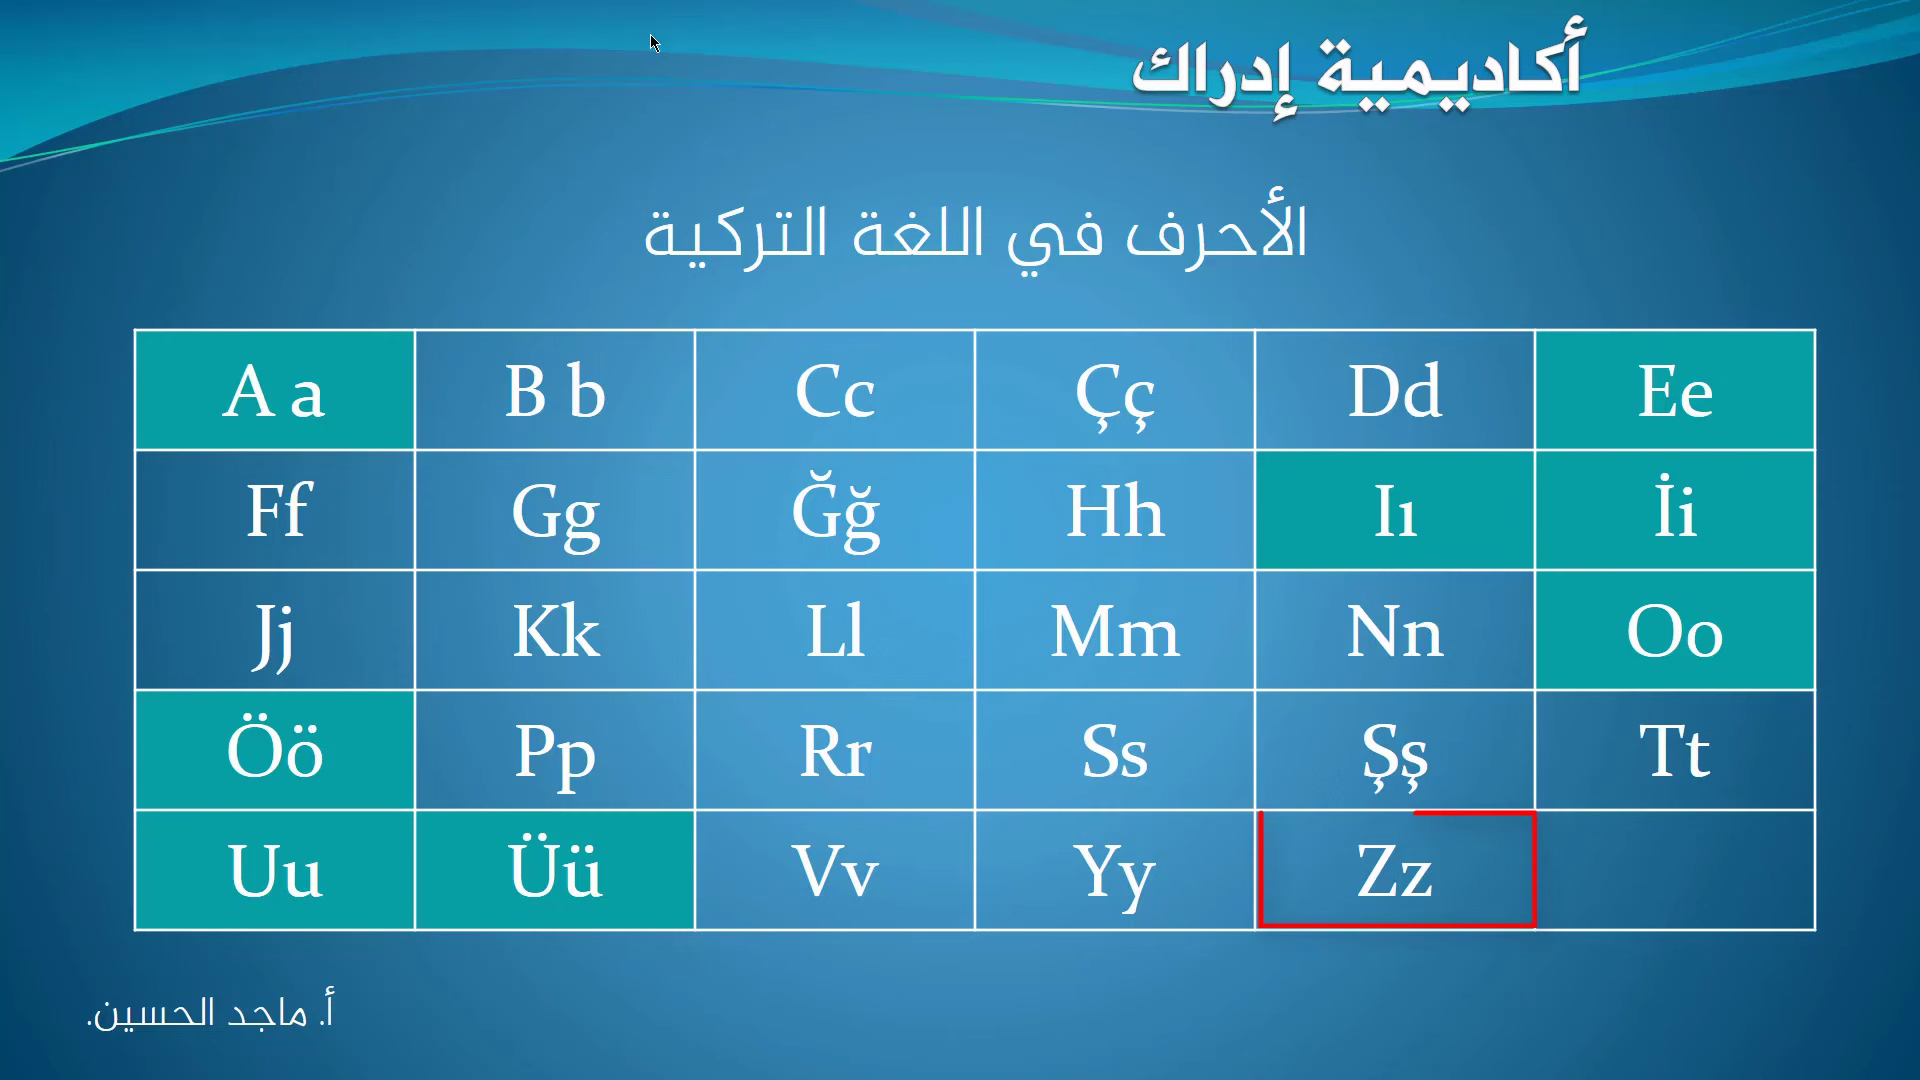 أكاديمية إدراك
الأحرف في اللغة التركية
A a B b Cc Çç Dd Ee
Ff Gg Ğğ Hh Iı İi
Jj Kk Ll Mm Nn Oo
Öö Pp Rr Ss Şş Tt
Uu Üü Vv Yy Zz
أ. ماجد الحسين.